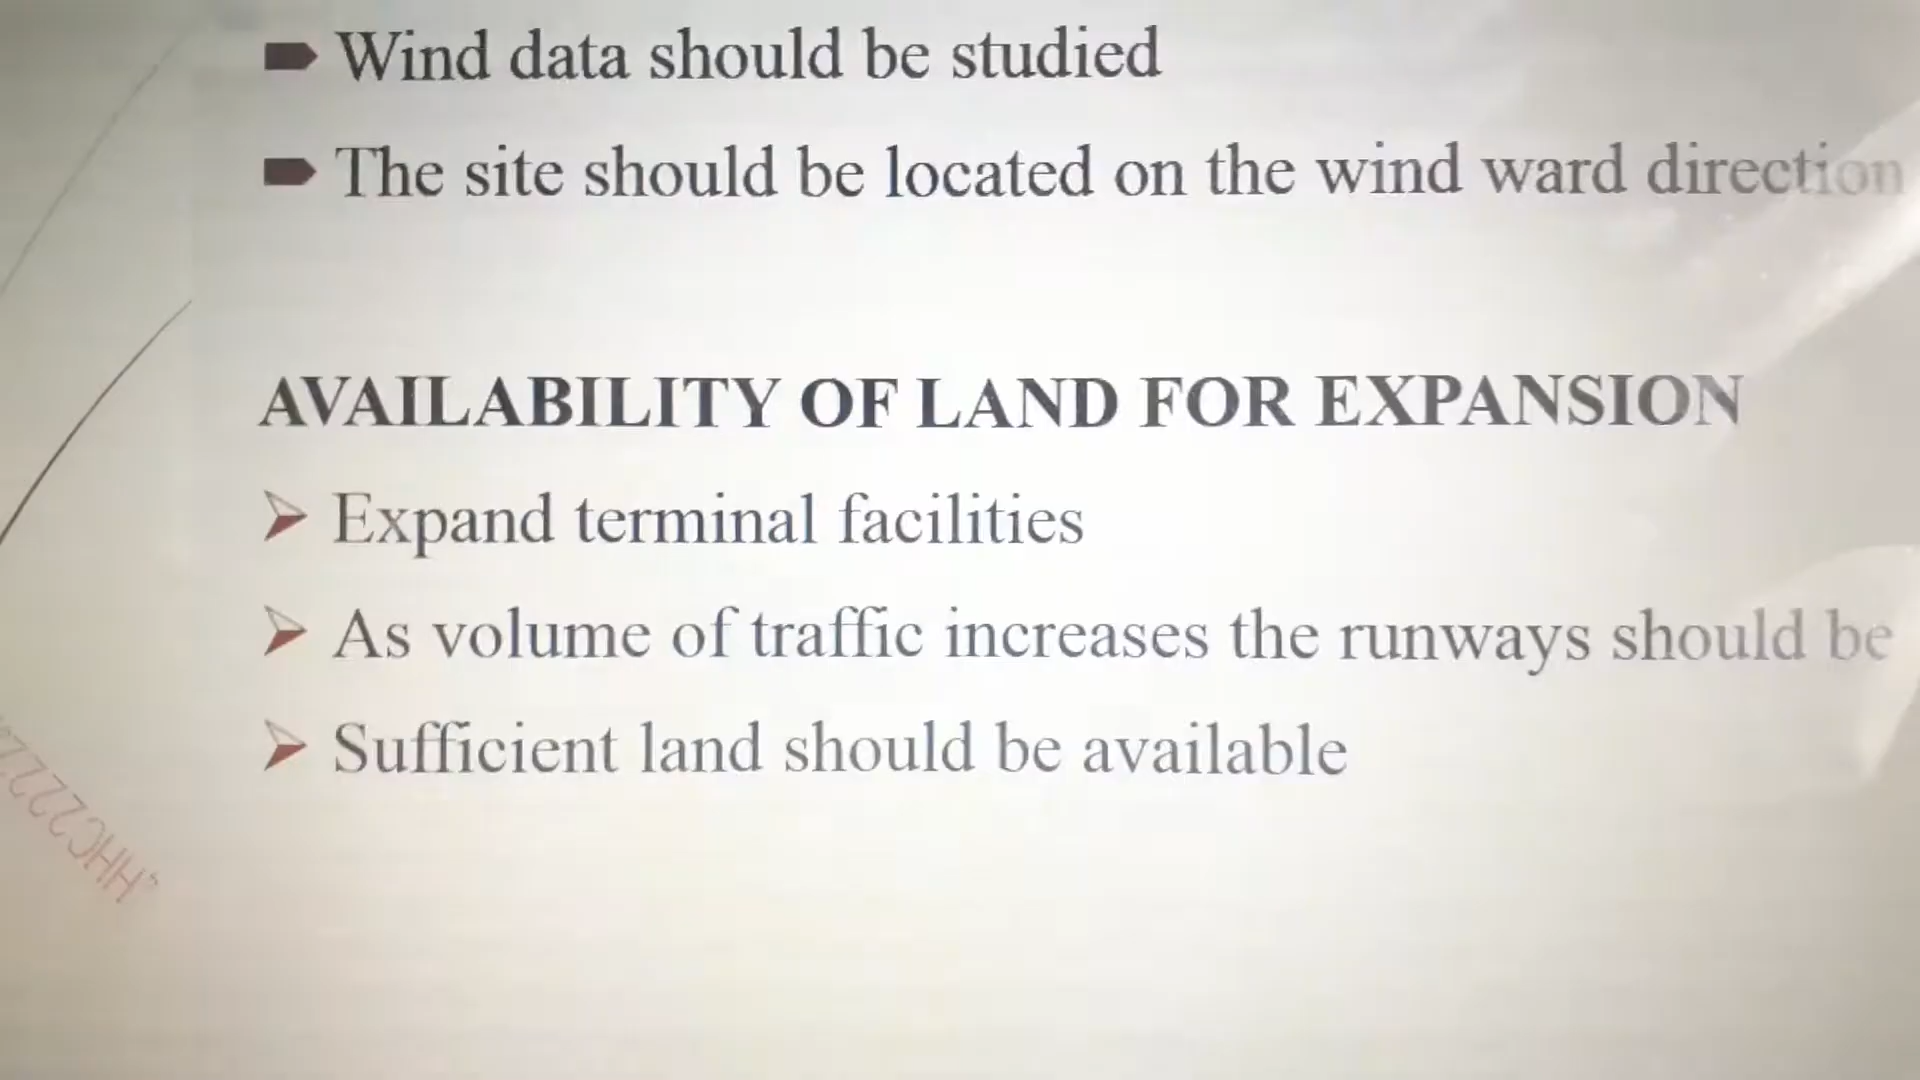 Wind data should be studied
The site should be located on the wind ward direction
AVAILABILITY OF LAND FOR EXPANSION
Expand terminal facilities
As volume of traffic increases the runways should be
Sufficient land should be available